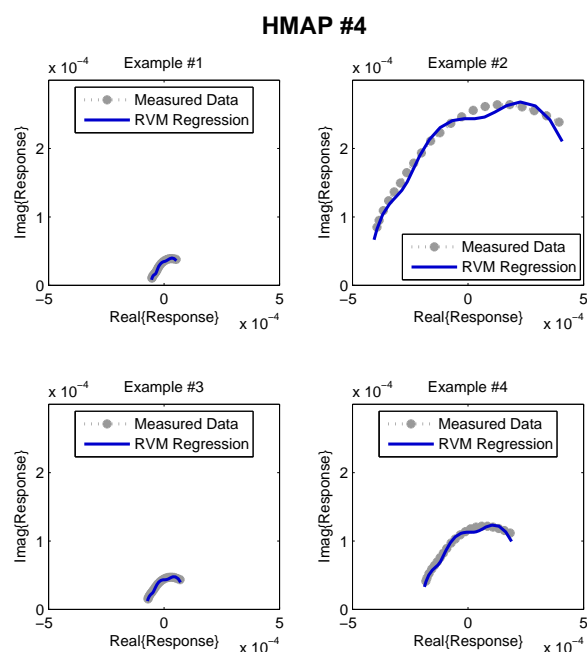 HMAP #4
x 10⁻⁴
Example #1
Measured Data
RVM Regression
Imag{Response}
2
1
0
−5
0
5
Real{Response}
x 10⁻⁴
x 10⁻⁴
Example #2
Measured Data
RVM Regression
Imag{Response}
2
1
0
−5
0
5
Real{Response}
x 10⁻⁴
x 10⁻⁴
Example #3
Measured Data
RVM Regression
Imag{Response}
2
1
0
−5
0
5
Real{Response}
x 10⁻⁴
x 10⁻⁴
Example #4
Measured Data
RVM Regression
Imag{Response}
2
1
0
−5
0
5
Real{Response}
x 10⁻⁴